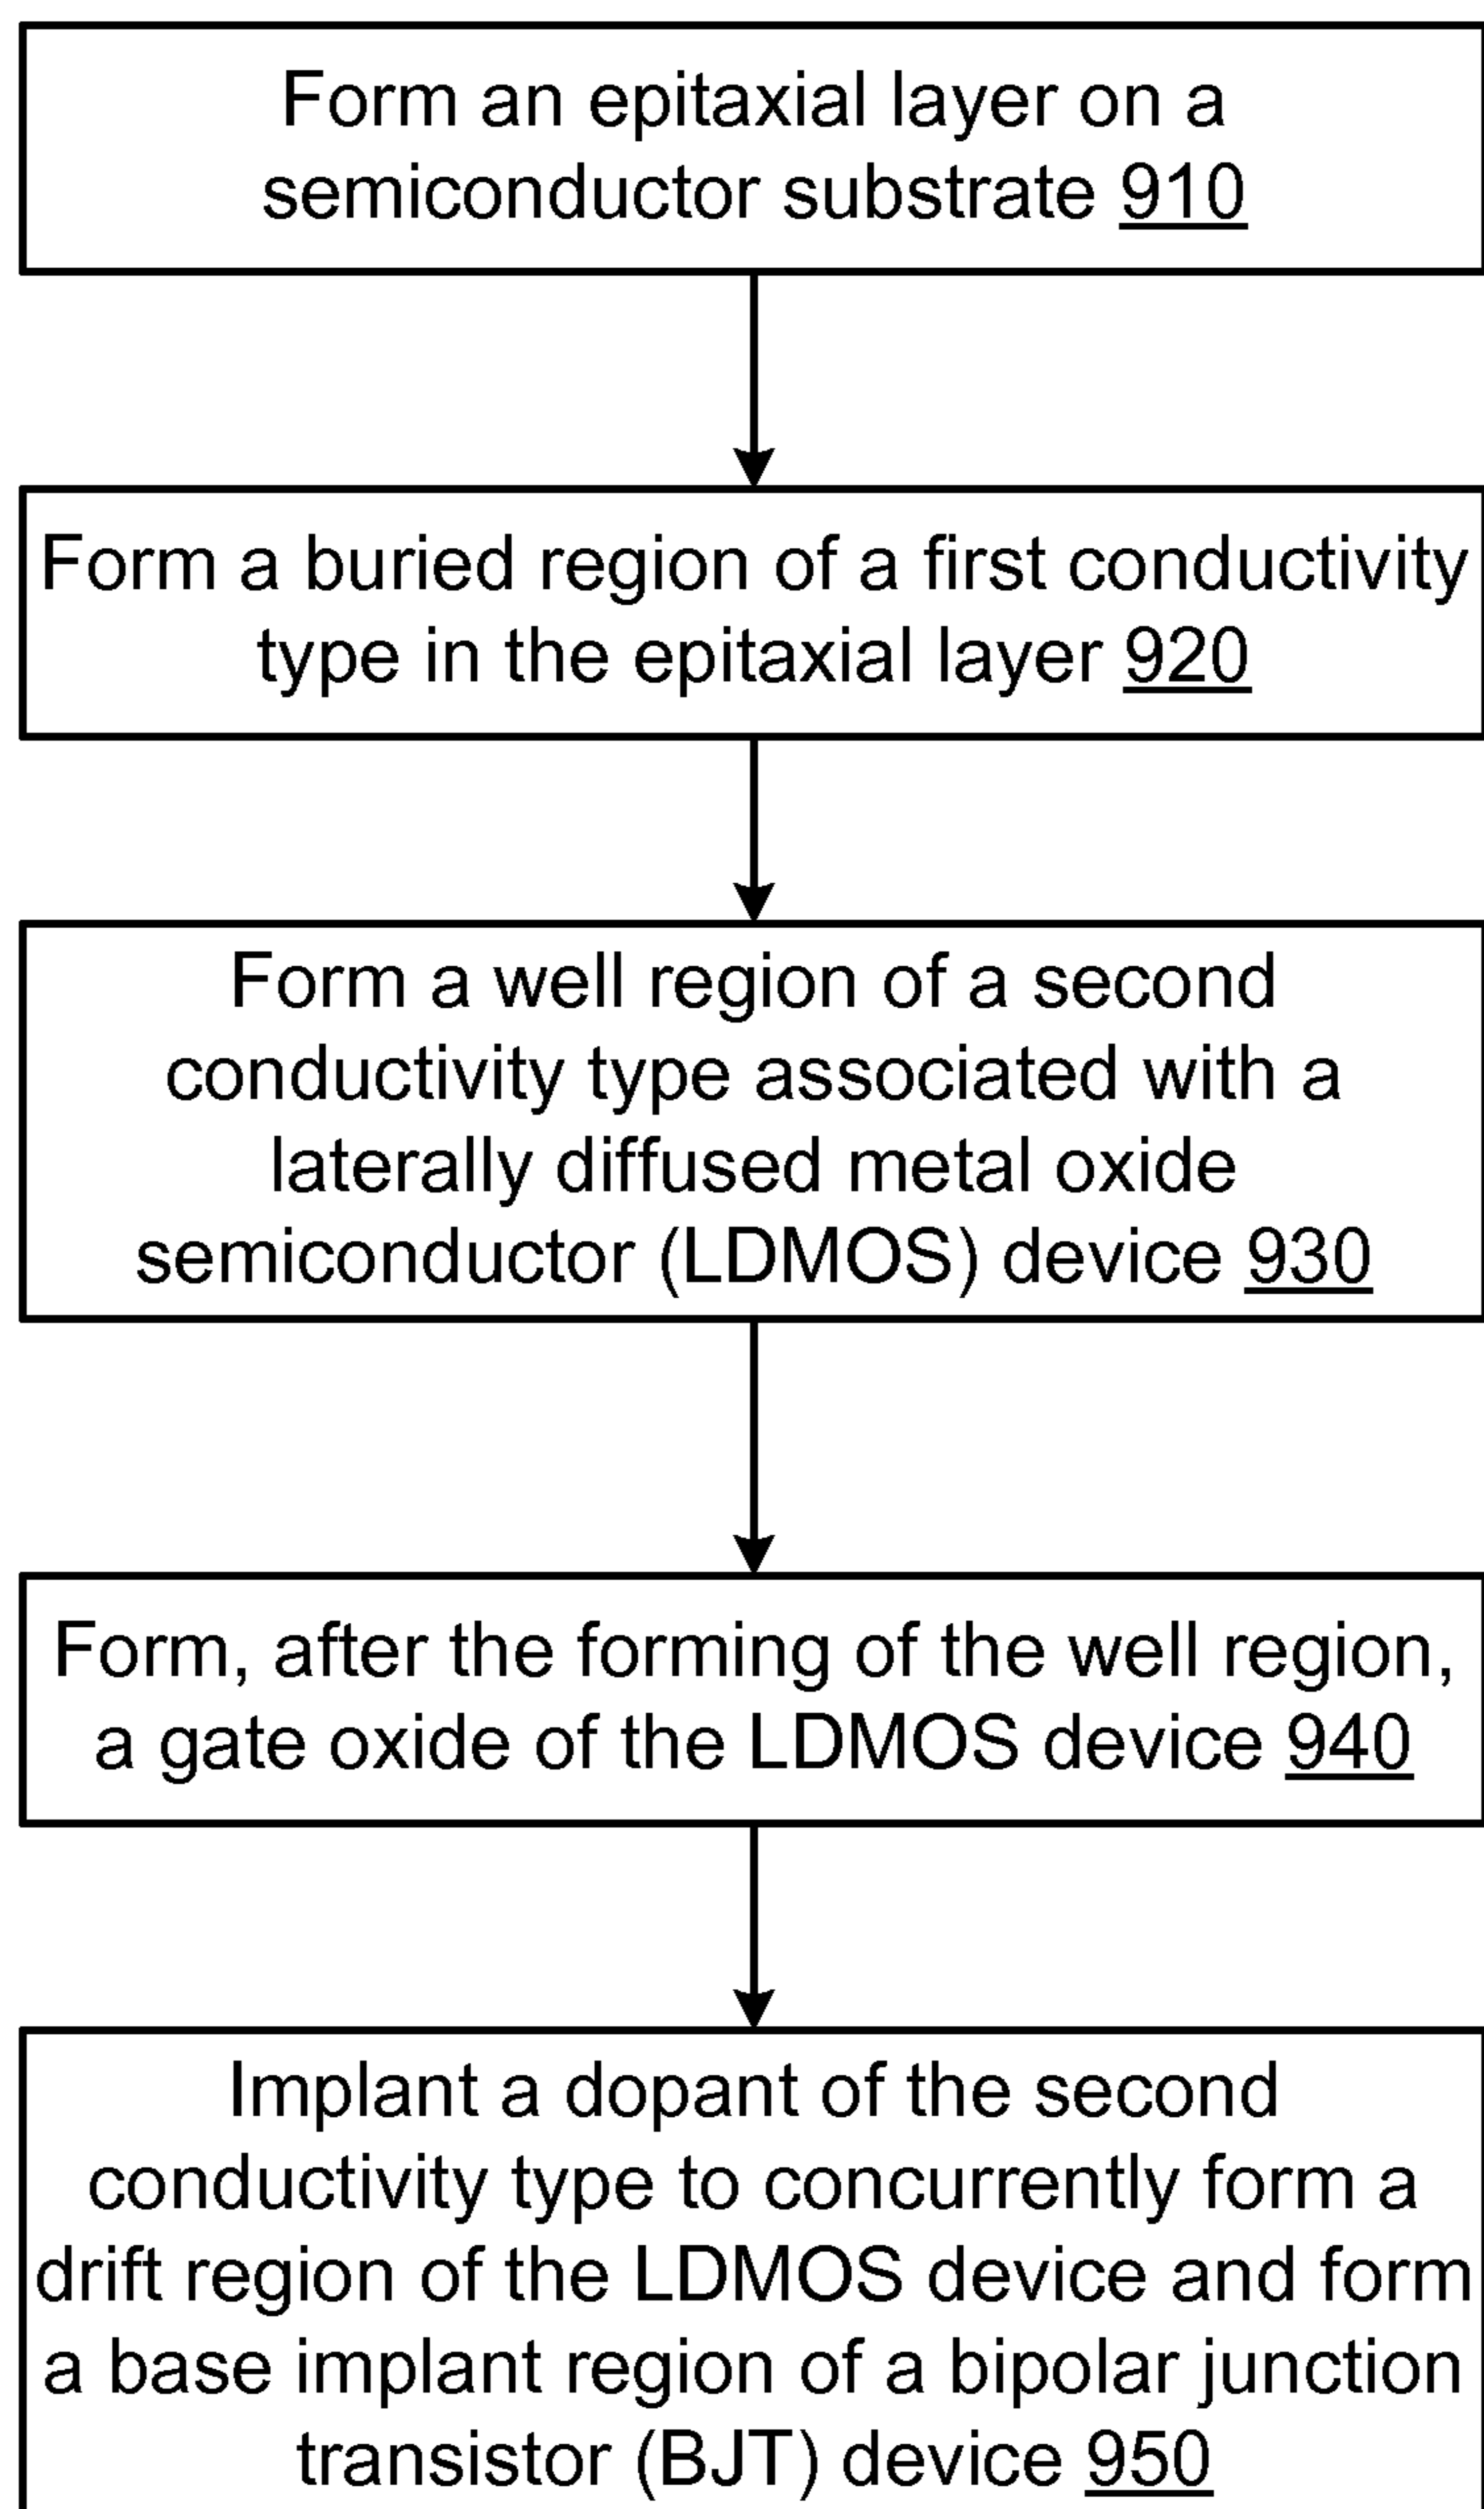 Form an epitaxial layer on a
semiconductor substrate 910
Form a buried region of a first conductivity
type in the epitaxial layer 920
Form a well region of a second
conductivity type associated with a
laterally diffused metal oxide
semiconductor (LDMOS) device 930
Form, after the forming of the well region,
a gate oxide of the LDMOS device 940
Implant a dopant of the second
conductivity type to concurrently form a
drift region of the LDMOS device and form
a base implant region of a bipolar junction
transistor (BJT) device 950